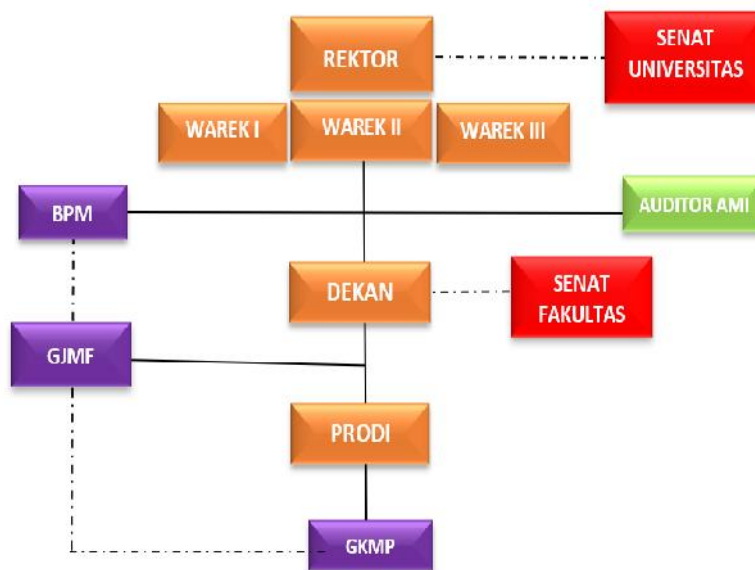 REKTOR
SENAT
UNIVERSITAS
WAREK I
WAREK II
WAREK III
BPM
AUDITOR AMI
DEKAN
SENAT
FAKULTAS
GJMF
PRODI
GKMP